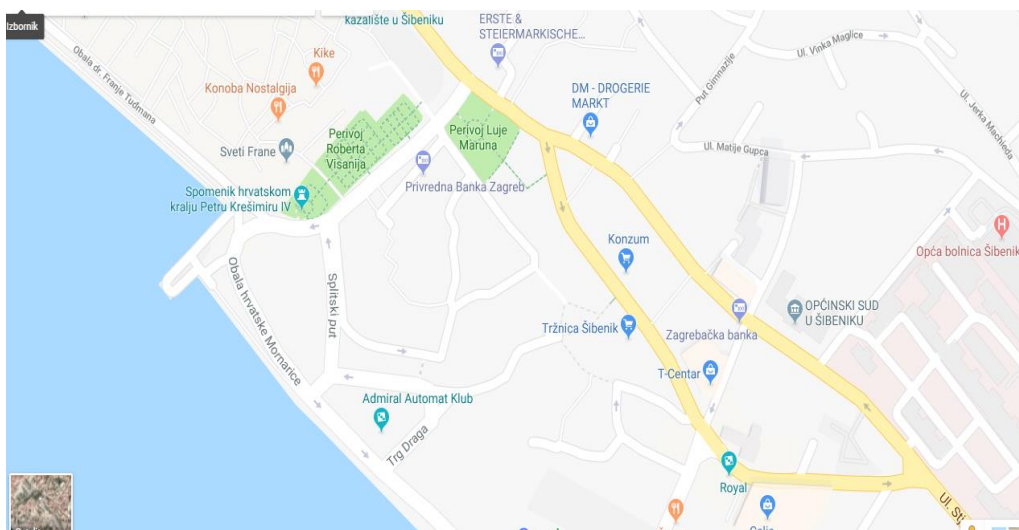 Izbornik
kazalište u Šibeniku
ERSTE &
STEIERMARKISCHE...
Ul. Vinka Maglice
Obala dr. Franje Tuđmana
Kike
Konoba Nostalgija
DM - DROGERIE
MARKT
Put Gimnazije
Ul. Jerka Machieda
Perivoj
Roberta
Visanija
Perivoj Luje
Maruna
Ul. Matije Gupca
Sveti Frane
Privredna Banka Zagreb
Spomenik hrvatskom
kralju Petru Krešimiru IV
H
Opća bolnica Šibenik
Konzum
Obala hrvatske Mornarice
Splitski put
OPĆINSKI SUD
U ŠIBENIKU
Tržnica Šibenik
Zagrebačka banka
T-Centar
Admiral Automat Klub
Trg Draga
Royal
Ul. Stj